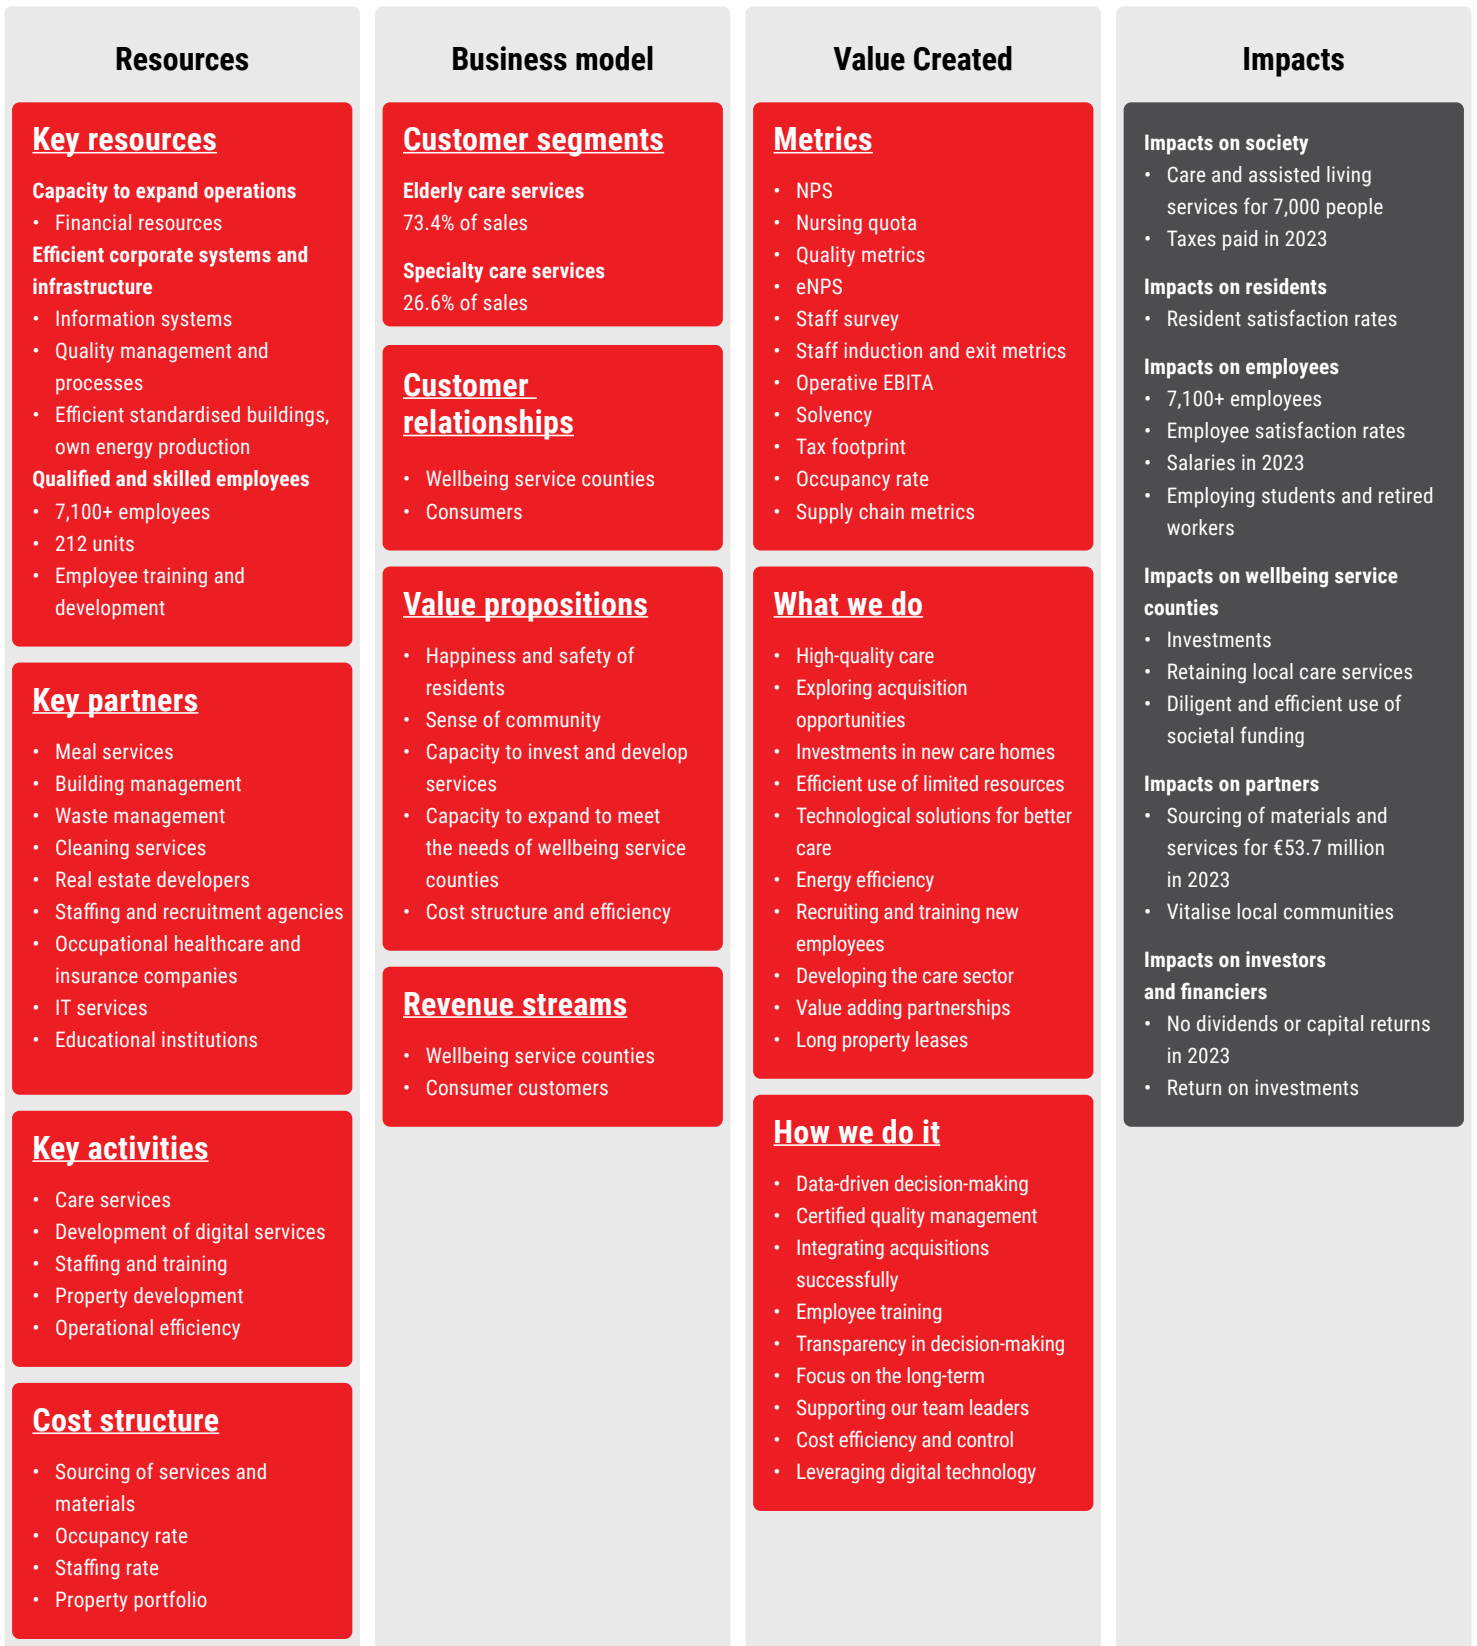 Resources
Key resources
Capacity to expand operations
• Financial resources
Efficient corporate systems and
infrastructure
• Information systems
• Quality management and
processes
• Efficient standardised buildings,
own energy production
Qualified and skilled employees
• 7,100+ employees
• 212 units
• Employee training and
development
Key partners
• Meal services
• Building management
• Waste management
• Cleaning services
• Real estate developers
• Staffing and recruitment agencies
• Occupational healthcare and
insurance companies
• IT services
• Educational institutions
Key activities
• Care services
• Development of digital services
• Staffing and training
• Property development
• Operational efficiency
Cost structure
• Sourcing of services and
materials
• Occupancy rate
• Staffing rate
• Property portfolio
Business model
Customer segments
Elderly care services
73.4% of sales
Specialty care services
26.6% of sales
Customer
relationships
• Wellbeing service counties
• Consumers
Value propositions
• Happiness and safety of
residents
• Sense of community
• Capacity to invest and develop
services
• Capacity to expand to meet
the needs of wellbeing service
counties
• Cost structure and efficiency
Revenue streams
• Wellbeing service counties
• Consumer customers
Value Created
Metrics
• NPS
• Nursing quota
• Quality metrics
• eNPS
• Staff survey
• Staff induction and exit metrics
• Operative EBITA
• Solvency
• Tax footprint
• Occupancy rate
• Supply chain metrics
What we do
• High-quality care
• Exploring acquisition
opportunities
• Investments in new care homes
• Efficient use of limited resources
• Technological solutions for better
care
• Energy efficiency
• Recruiting and training new
employees
• Developing the care sector
• Value adding partnerships
• Long property leases
How we do it
• Data-driven decision-making
• Certified quality management
• Integrating acquisitions
successfully
• Employee training
• Transparency in decision-making
• Focus on the long-term
• Supporting our team leaders
• Cost efficiency and control
• Leveraging digital technology
Impacts
Impacts on society
• Care and assisted living
services for 7,000 people
• Taxes paid in 2023
Impacts on residents
• Resident satisfaction rates
Impacts on employees
• 7,100+ employees
• Employee satisfaction rates
• Salaries in 2023
• Employing students and retired
workers
Impacts on wellbeing service
counties
• Investments
• Retaining local care services
• Diligent and efficient use of
societal funding
Impacts on partners
• Sourcing of materials and
services for €53.7 million
in 2023
• Vitalise local communities
Impacts on investors
and financiers
• No dividends or capital returns
in 2023
• Return on investments